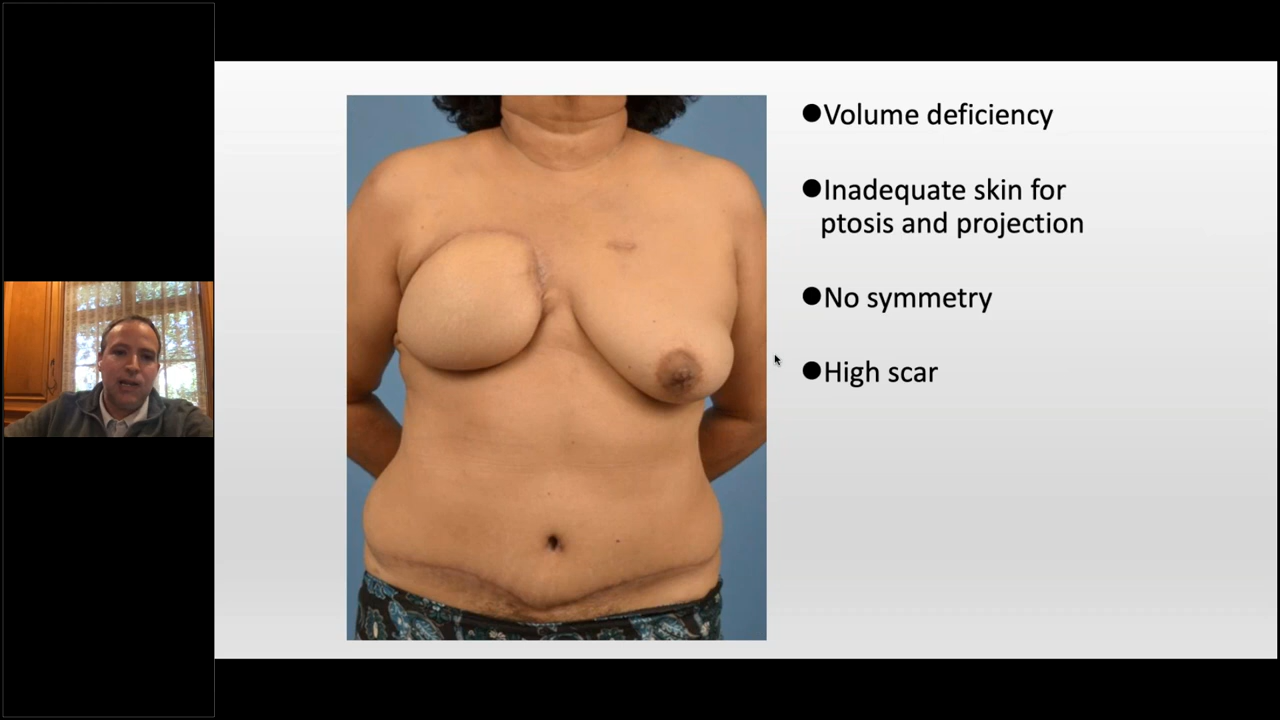 ●Volume deficiency
●Inadequate skin for
ptosis and projection
●No symmetry
●High scar